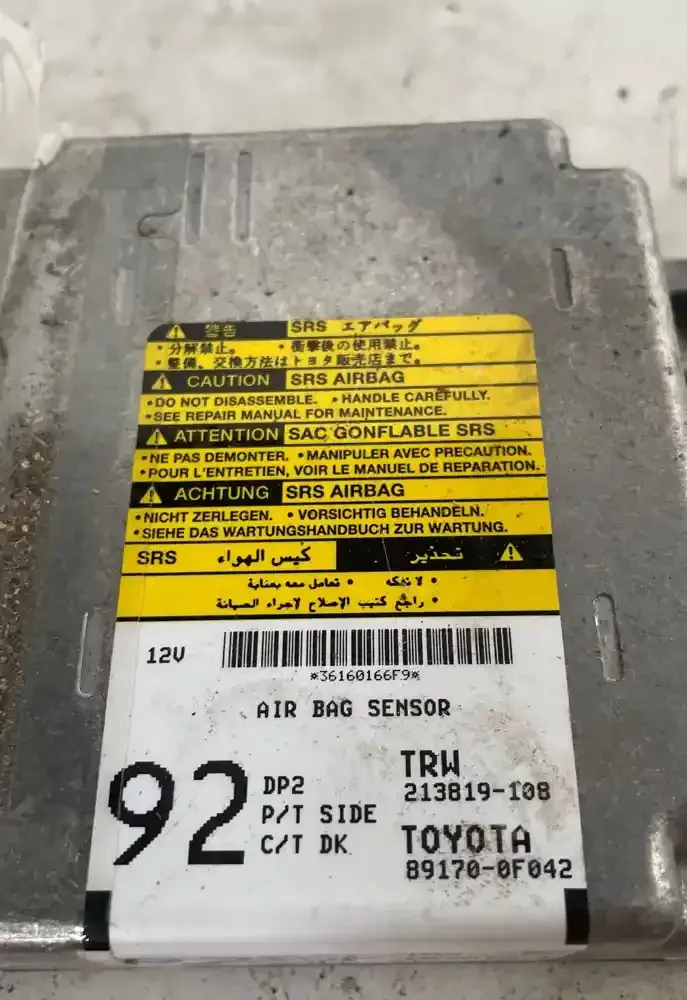 警告 SRS エアバッグ
・分解禁止。 ・衝撃後の使用禁止。
・整備、交換方法はトヨタ販売店まで。
CAUTION SRS AIRBAG
•DO NOT DISASSEMBLE. •HANDLE CAREFULLY.
•SEE REPAIR MANUAL FOR MAINTENANCE.
ATTENTION SAC GONFLABLE SRS
•NE PAS DEMONTER. •MANIPULER AVEC PRECAUTION.
•POUR L'ENTRETIEN, VOIR LE MANUEL DE REPARATION.
ACHTUNG SRS AIRBAG
•NICHT ZERLEGEN. •VORSICHTIG BEHANDELN.
•SIEHE DAS WARTUNGSHANDBUCH ZUR WARTUNG.
تحذير كيس الهواء SRS
• لا تفكه • تعامل معه بعناية
• راجع كتيب الإصلاح لإجراء الصيانة
12V
*36160166F9*
AIR BAG SENSOR
92
DP2
P/T SIDE
C/T DK
TRW
213819-108
TOYOTA
89170-0F042